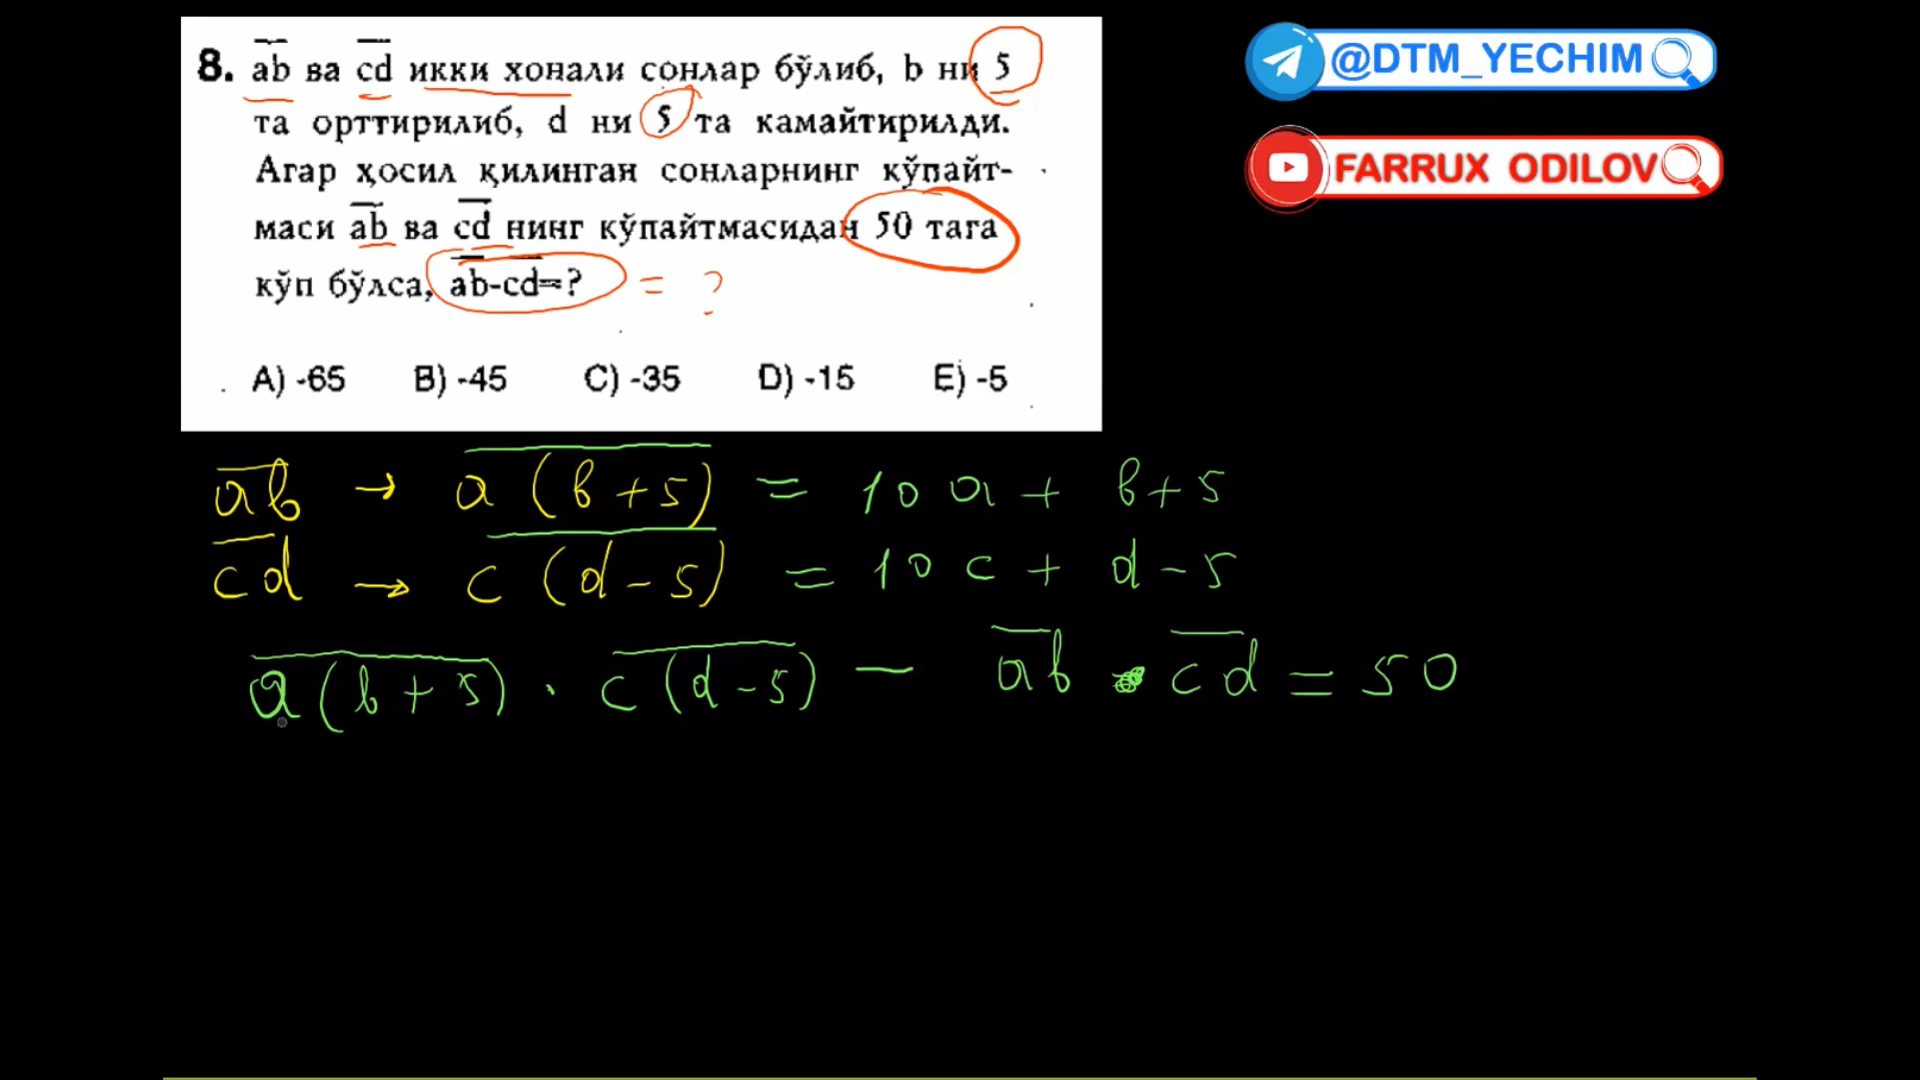 8. ab ва cd икки хонали сонлар бўлиб, b ни 5
та орттирилиб, d ни 5 та камайтирилди.
Агар ҳосил қилинган сонларнинг кўпайт-
маси ab ва cd нинг кўпайтмасидан 50 тага
кўп бўлса, ab-cd=? = ?
A) -65 B) -45 C) -35 D) -15 E) -5
@DTM_YECHIM
FARRUX ODILOV
ab → a(b+5) = 10a + b+5
cd → c(d-5) = 10c + d-5
a(b+5) · c(d-5) - ab · cd = 50